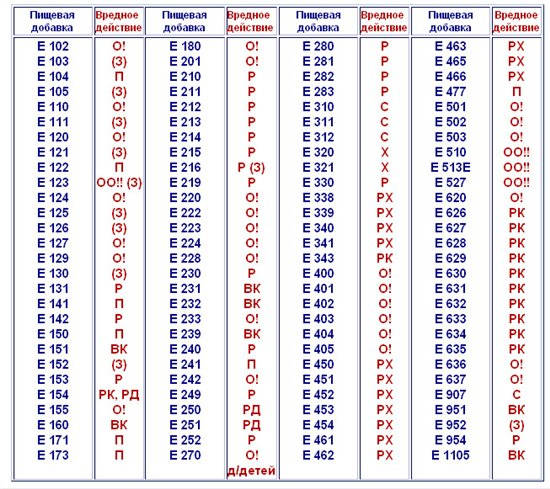 Пищевая добавка Вредное действие Пищевая добавка Вредное действие Пищевая добавка Вредное действие Пищевая добавка Вредное действие
Е 102 О! Е 180 О! Е 280 Р Е 463 РХ
Е 103 (З) Е 201 О! Е 281 Р Е 465 РХ
Е 104 П Е 210 Р Е 282 Р Е 466 РХ
Е 105 (З) Е 211 Р Е 283 Р Е 477 П
Е 110 О! Е 212 Р Е 310 С Е 501 О!
Е 111 (З) Е 213 Р Е 311 С Е 502 О!
Е 120 О! Е 214 Р Е 312 С Е 503 О!
Е 121 (З) Е 215 Р Е 320 Х Е 510 ОО!!
Е 122 П Е 216 Р (З) Е 321 Х Е 513Е ОО!!
Е 123 ОО!! (З) Е 219 Р Е 330 Р Е 527 ОО!!
Е 124 О! Е 220 О! Е 338 РХ Е 620 О!
Е 125 (З) Е 222 О! Е 339 РХ Е 626 РК
Е 126 (З) Е 223 О! Е 340 РХ Е 627 РК
Е 127 О! Е 224 О! Е 341 РХ Е 628 РК
Е 129 О! Е 228 О! Е 343 РК Е 629 РК
Е 130 (З) Е 230 Р Е 400 О! Е 630 РК
Е 131 Р Е 231 ВК Е 401 О! Е 631 РК
Е 141 П Е 232 ВК Е 402 О! Е 632 РК
Е 142 Р Е 233 О! Е 403 О! Е 633 РК
Е 150 П Е 239 ВК Е 404 О! Е 634 РК
Е 151 ВК Е 240 Р Е 405 О! Е 635 РК
Е 152 (З) Е 241 П Е 450 РХ Е 636 О!
Е 153 Р Е 242 О! Е 451 РХ Е 637 О!
Е 154 РК, РД Е 249 Р Е 452 РХ Е 907 С
Е 155 О! Е 250 РД Е 453 РХ Е 951 ВК
Е 160 ВК Е 251 РД Е 454 РХ Е 952 (З)
Е 171 П Е 252 Р Е 461 РХ Е 954 Р
Е 173 П Е 270 О! Е 462 РХ Е 1105 ВК
д/детей